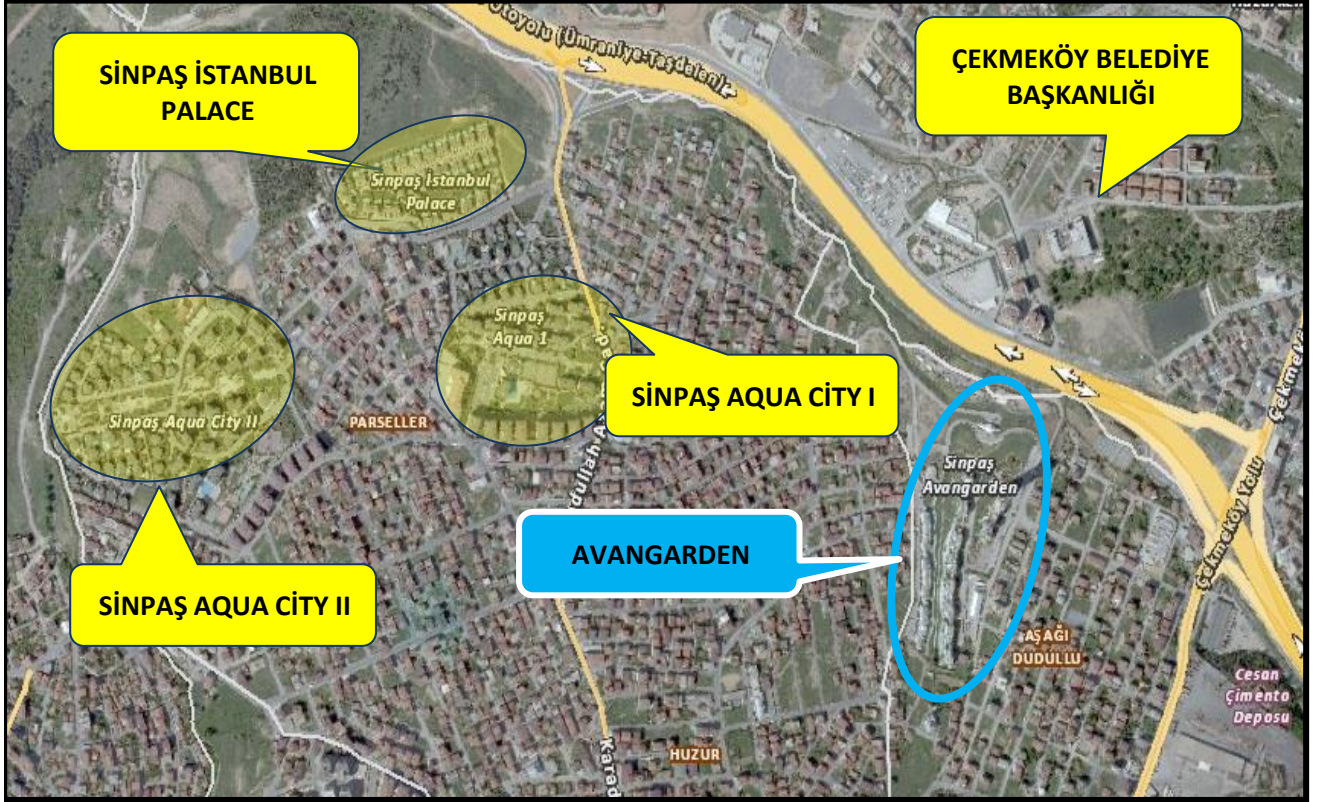 Otoyolu (Ümraniye-Taşdelen)
SİNPAŞ İSTANBUL
PALACE
ÇEKMEKÖY BELEDİYE
BAŞKANLIĞI
Sinpaş İstanbul
Palace
Sinpaş
Aqua 1
SİNPAŞ AQUA CİTY I
Sinpaş Aqua City II
PARSELLER
Çekmeköy Yolu
Sinpaş
Avangarden
AVANGARDEN
SİNPAŞ AQUA CİTY II
AŞAĞI
DUDULLU
Cesan
Çimento
Deposu
HUZUR